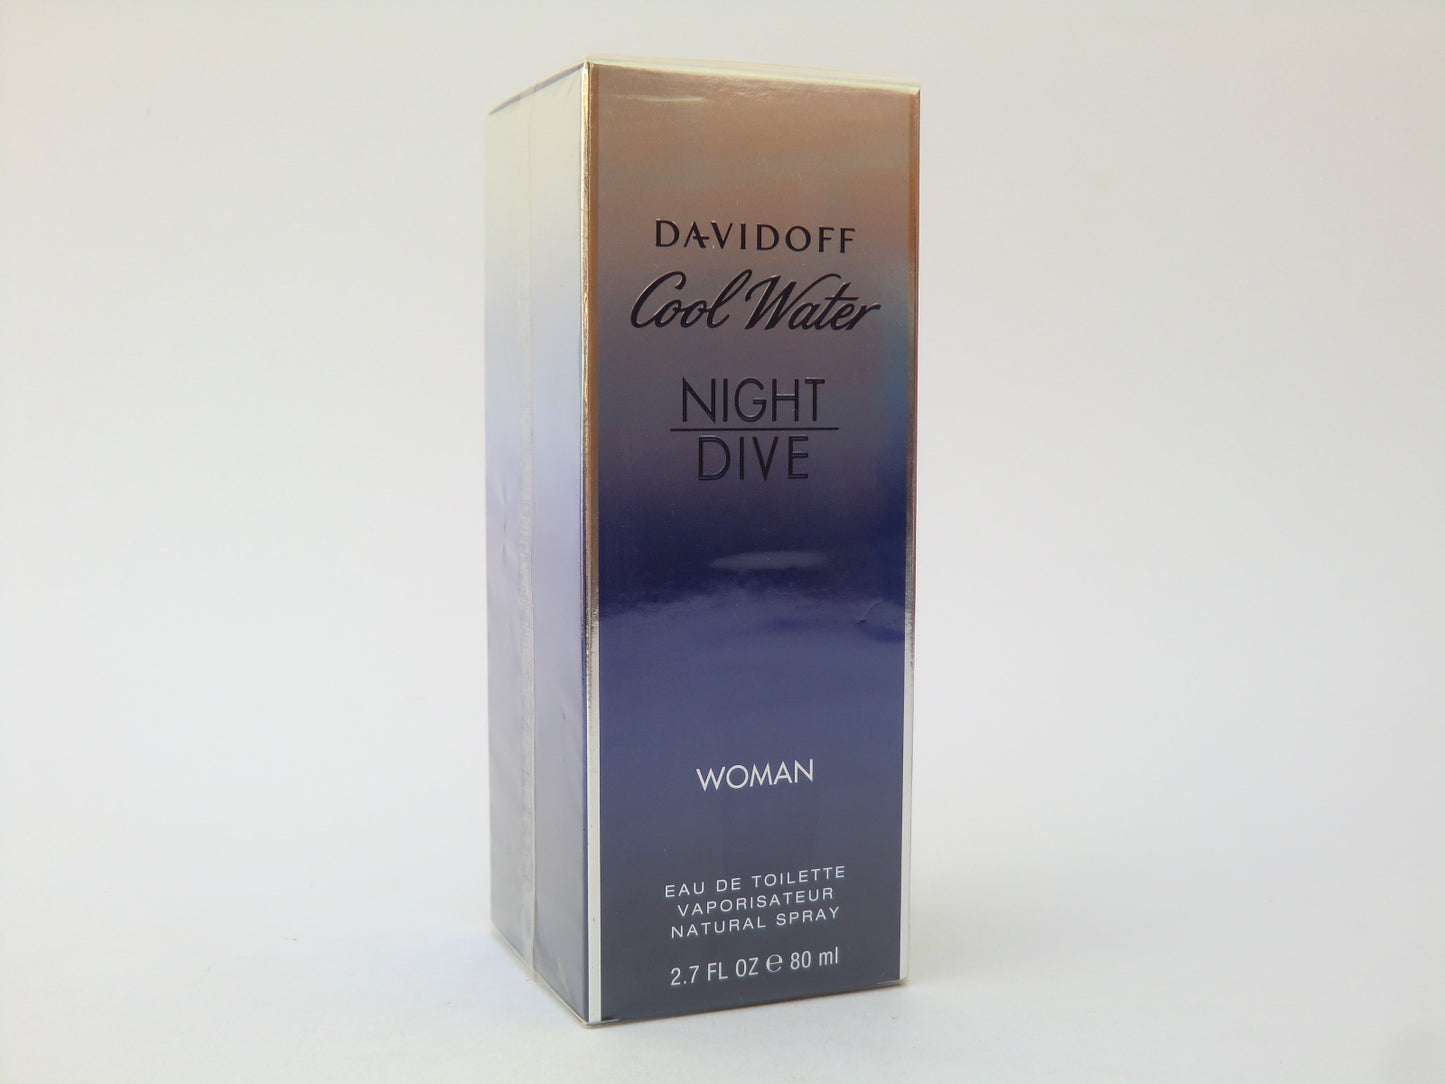 DAVIDOFF
Cool Water
NIGHT
DIVE
WOMAN
EAU DE TOILETTE
VAPORISATEUR
NATURAL SPRAY
2.7 FL OZ ℮ 80 ml